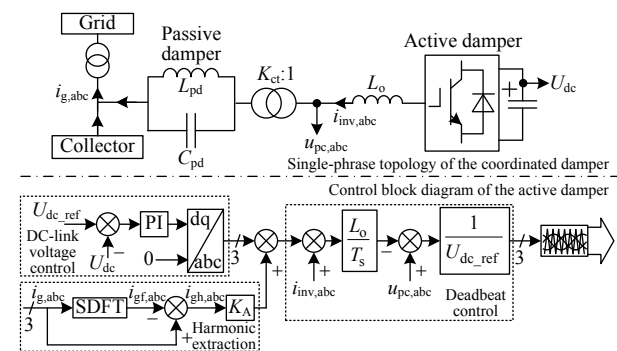 Grid
Passive damper
L_pd
C_pd
i_g,abc
Collector
K_ct:1
L_o
i_inv,abc
u_pc,abc
Active damper
+
U_dc
Single-phrase topology of the coordinated damper
Control block diagram of the active damper
U_dc_ref
DC-link voltage control
−
U_dc
PI
0
dq
abc
3
+
+
i_inv,abc
L_o
T_s
−
+
u_pc,abc
1
U_dc_ref
3
Deadbeat control
i_g,abc
3
SDFT
i_gf,abc
−
+
i_gh,abc
K_A
Harmonic extraction